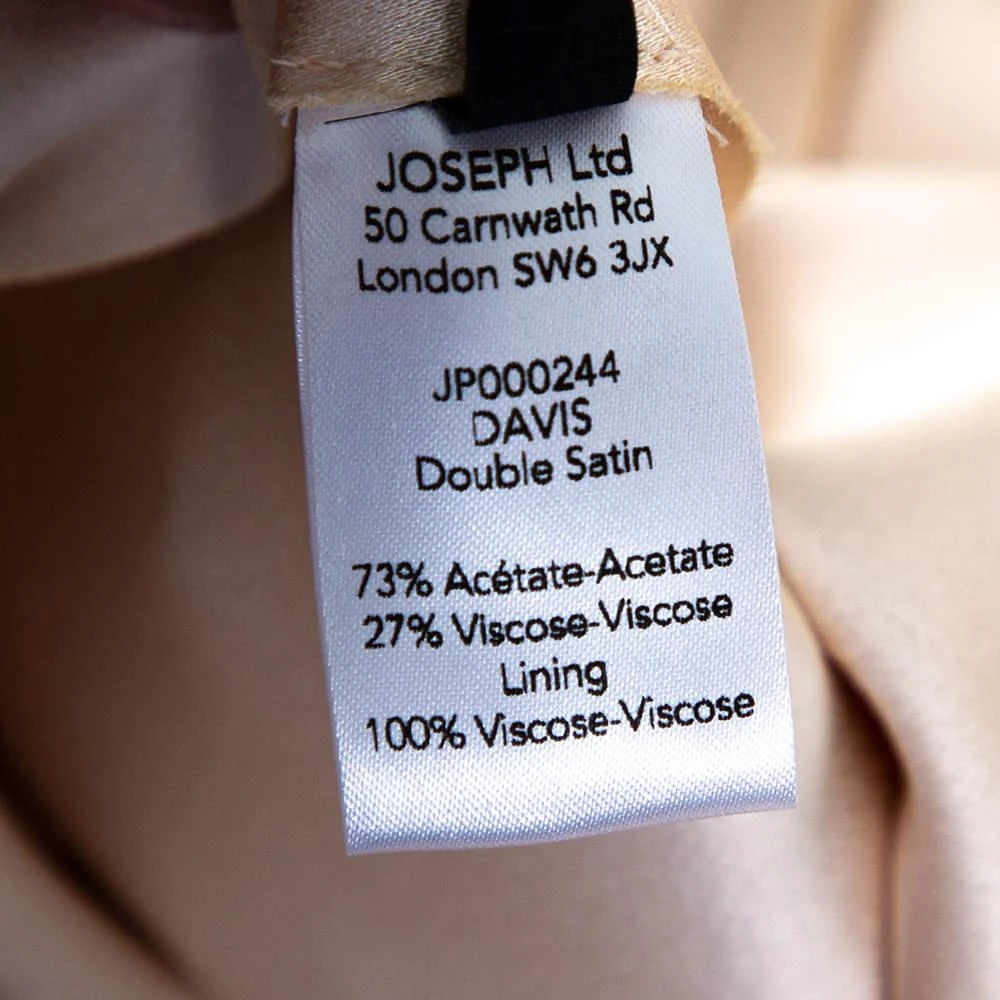 JOSEPH Ltd
50 Carnwath Rd
London SW6 3JX
JP000244
DAVIS
Double Satin
73% Acétate-Acetate
27% Viscose-Viscose
Lining
100% Viscose-Viscose